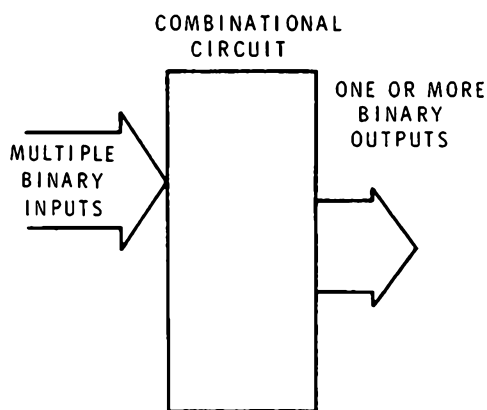 COMBINATIONAL
CIRCUIT
ONE OR MORE
BINARY
OUTPUTS
MULTIPLE
BINARY
INPUTS